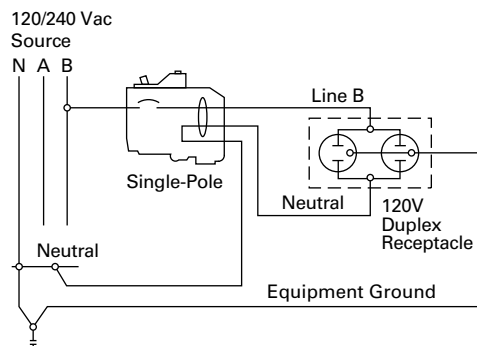 120/240 Vac
Source
N A B
Line B
Single-Pole
Neutral
120V
Duplex
Receptacle
Neutral
Equipment Ground